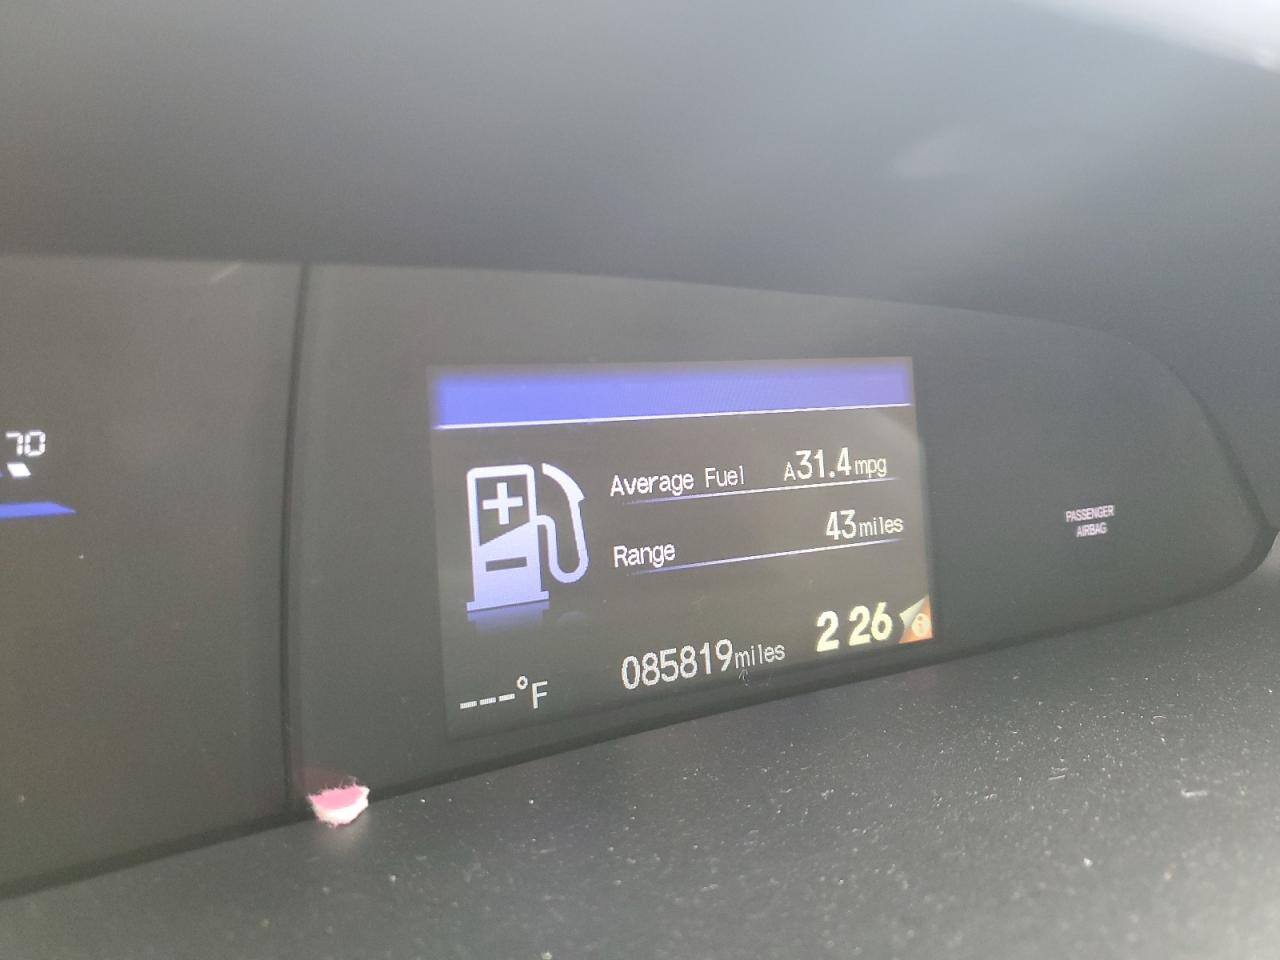 70
Average Fuel A31.4mpg
Range 43miles
2 26
---°F 085819miles
PASSENGER
AIRBAG